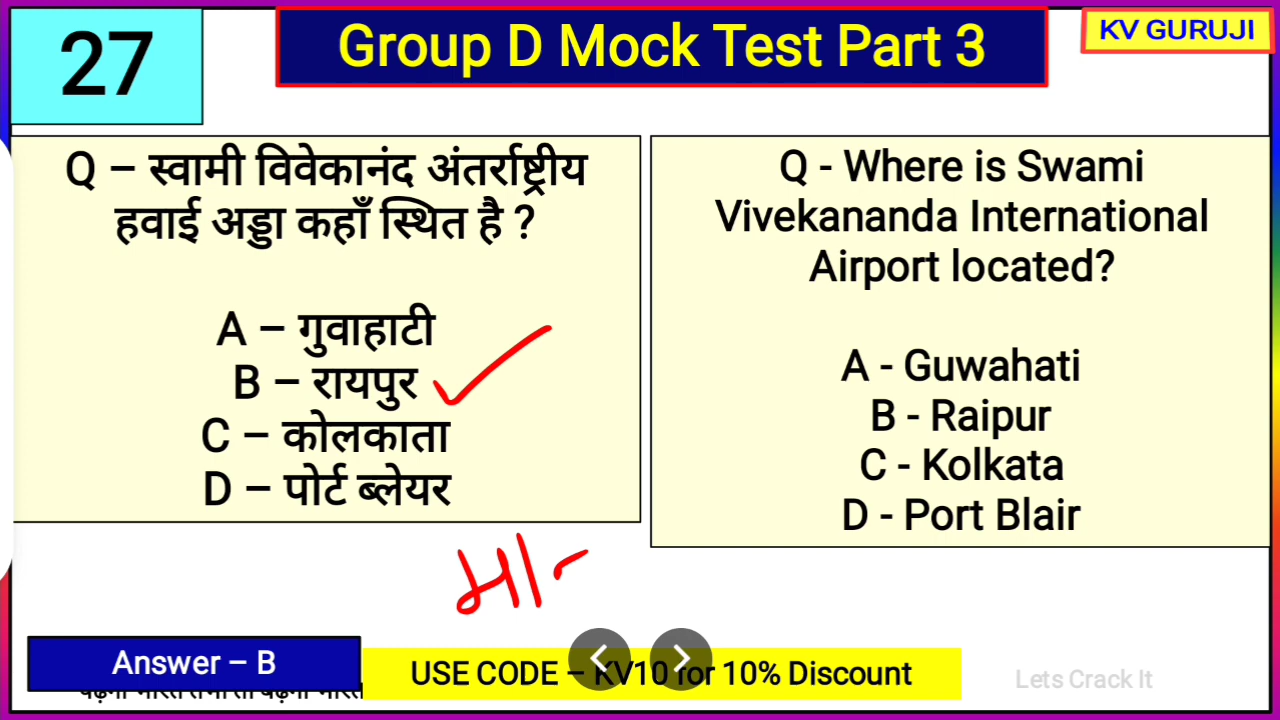 27
Group D Mock Test Part 3
KV GURUJI
Q – स्वामी विवेकानंद अंतर्राष्ट्रीय
हवाई अड्डा कहाँ स्थित है ?
A – गुवाहाटी
B – रायपुर
C – कोलकाता
D – पोर्ट ब्लेयर
Q - Where is Swami
Vivekananda International
Airport located?
A - Guwahati
B - Raipur
C - Kolkata
D - Port Blair
Answer – B
USE CODE – KV10 for 10% Discount
Lets Crack It